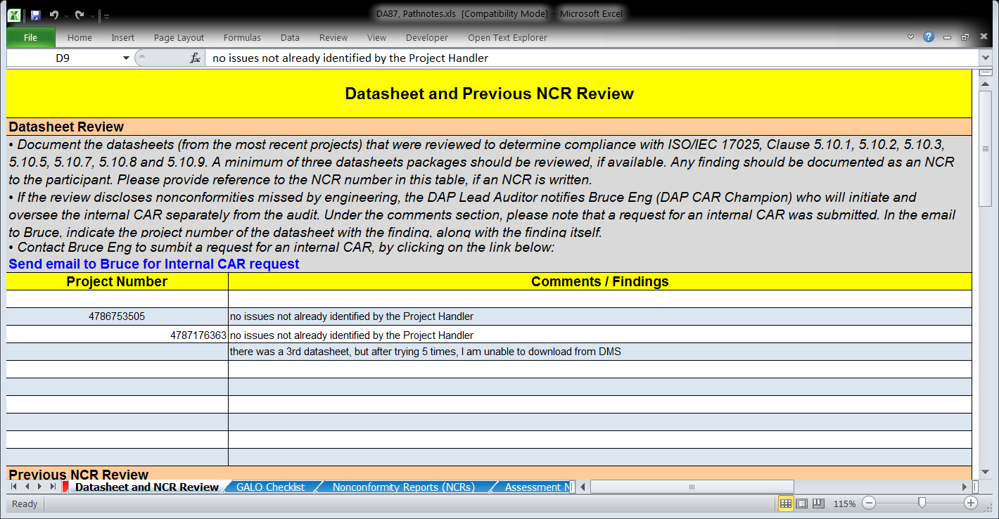 DA87, Pathnotes.xls [Compatibility Mode] - Microsoft Excel
File Home Insert Page Layout Formulas Data Review View Developer Open Text Explorer
D9 fx no issues not already identified by the Project Handler
Datasheet and Previous NCR Review
Datasheet Review
• Document the datasheets (from the most recent projects) that were reviewed to determine compliance with ISO/IEC 17025, Clause 5.10.1, 5.10.2, 5.10.3,
5.10.5, 5.10.7, 5.10.8 and 5.10.9. A minimum of three datasheets packages should be reviewed, if available. Any finding should be documented as an NCR
to the participant. Please provide reference to the NCR number in this table, if an NCR is written.
• If the review discloses nonconformities missed by engineering, the DAP Lead Auditor notifies Bruce Eng (DAP CAR Champion) who will initiate and
oversee the internal CAR separately from the audit. Under the comments section, please note that a request for an internal CAR was submitted. In the email
to Bruce, indicate the project number of the datasheet with the finding, along with the finding itself.
• Contact Bruce Eng to sumbit a request for an internal CAR, by clicking on the link below:
Send email to Bruce for Internal CAR request
Project Number Comments / Findings
4786753505 no issues not already identified by the Project Handler
4787176363 no issues not already identified by the Project Handler
there was a 3rd datasheet, but after trying 5 times, I am unable to download from DMS
Previous NCR Review
Datasheet and NCR Review GALO Checklist Nonconformity Reports (NCRs) Assessment N
Ready 115%